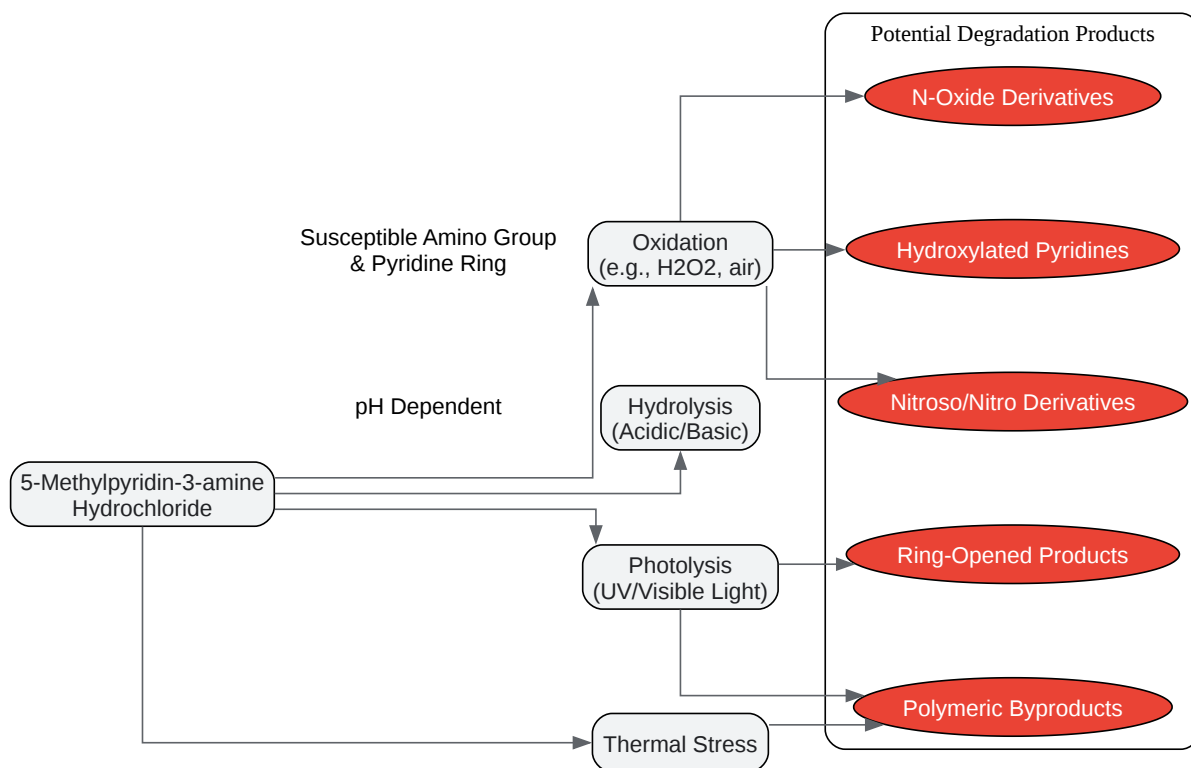 Potential Degradation Products
N-Oxide Derivatives
Susceptible Amino Group
& Pyridine Ring
Oxidation
(e.g., H2O2, air)
Hydroxylated Pyridines
pH Dependent
Hydrolysis
(Acidic/Basic)
Nitroso/Nitro Derivatives
5-Methylpyridin-3-amine
Hydrochloride
Photolysis
(UV/Visible Light)
Ring-Opened Products
Polymeric Byproducts
Thermal Stress